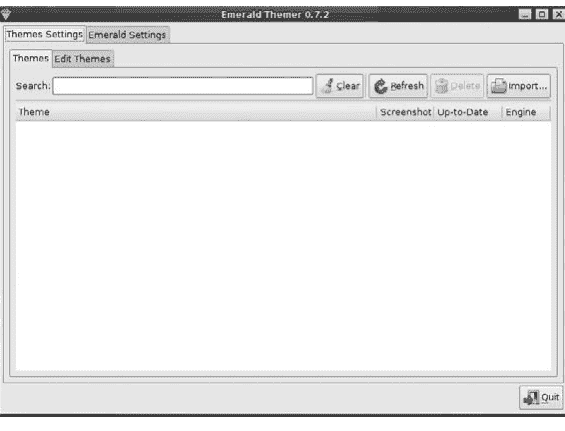 Emerald Themer 0.7.2
Themes Settings Emerald Settings
Themes Edit Themes
Search: Clear Refresh Delete Import...
Theme Screenshot Up-to-Date Engine
Quit